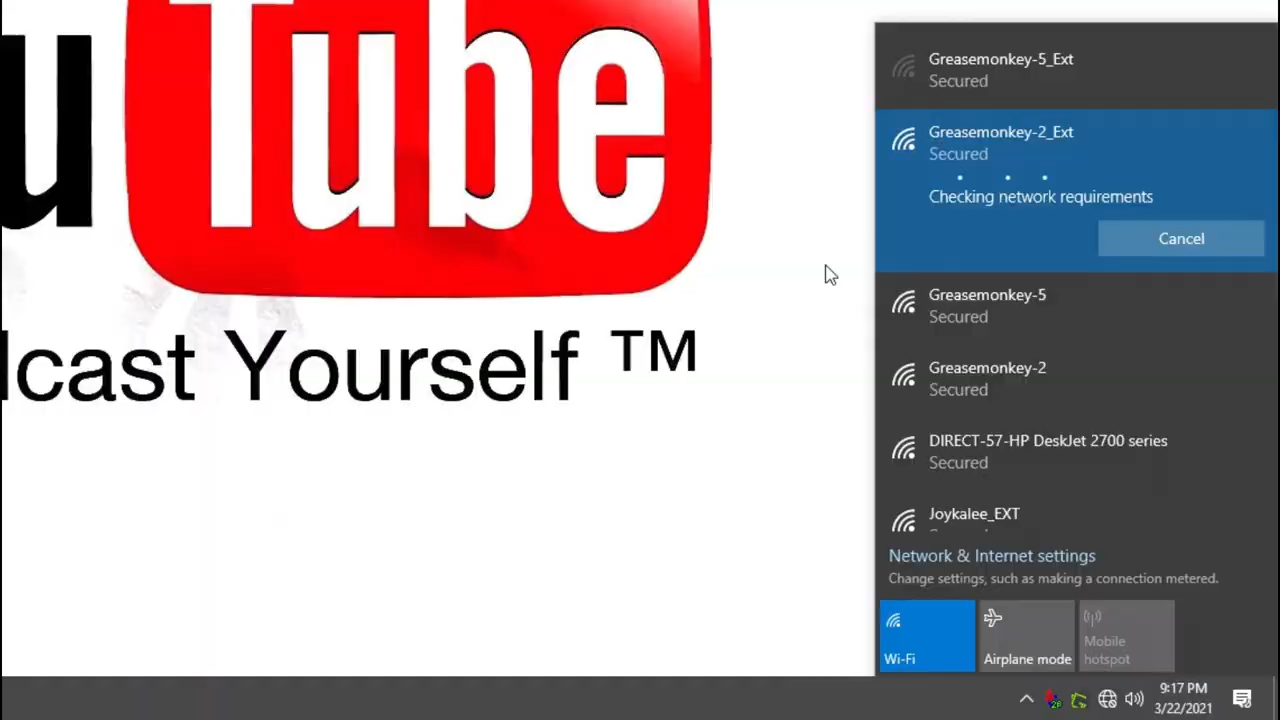 u Tube
dcast Yourself ™
Greasemonkey-5_Ext
Secured
Greasemonkey-2_Ext
Secured
Checking network requirements
Cancel
Greasemonkey-5
Secured
Greasemonkey-2
Secured
DIRECT-57-HP DeskJet 2700 series
Secured
Joykalee_EXT
Network & Internet settings
Change settings, such as making a connection metered.
Wi-Fi
Airplane mode
Mobile
hotspot
9:17 PM
3/22/2021